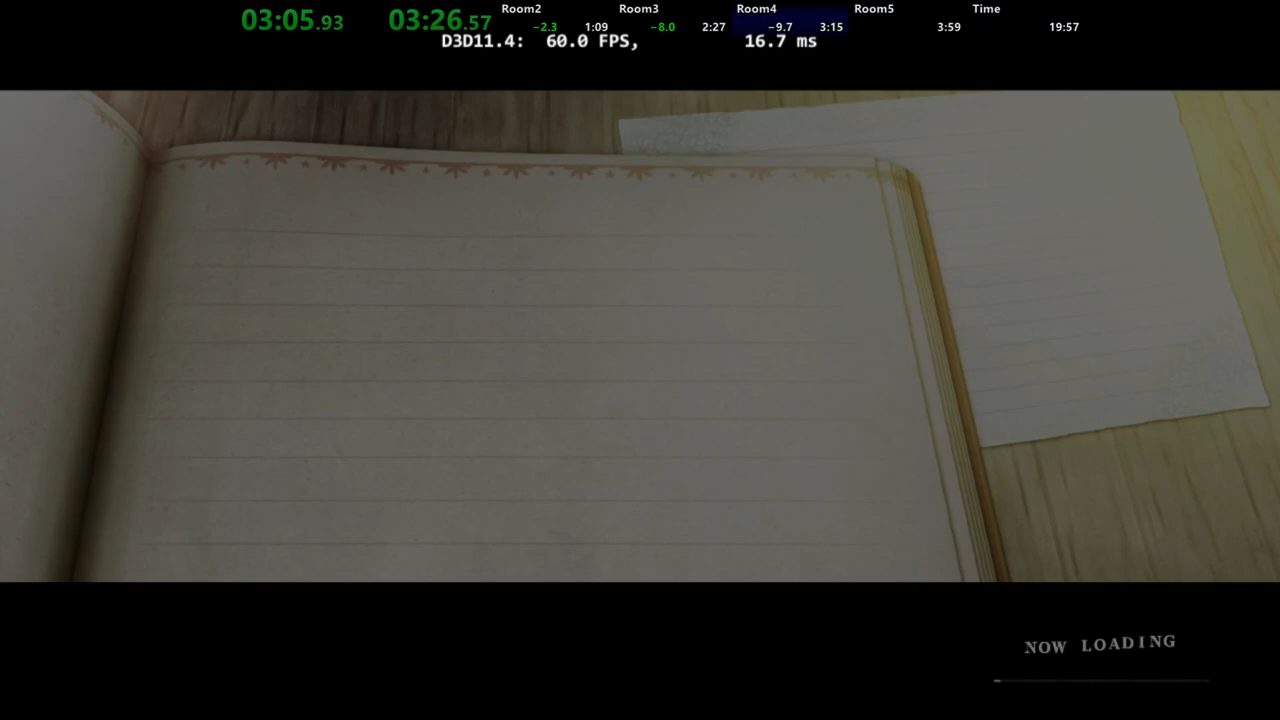 03:05.93 03:26.57 Room2 Room3 Room4 Room5 Time
−2.3 1:09 −8.0 2:27 −9.7 3:15 3:59 19:57
D3D11.4: 60.0 FPS, 16.7 ms
NOW LOADING